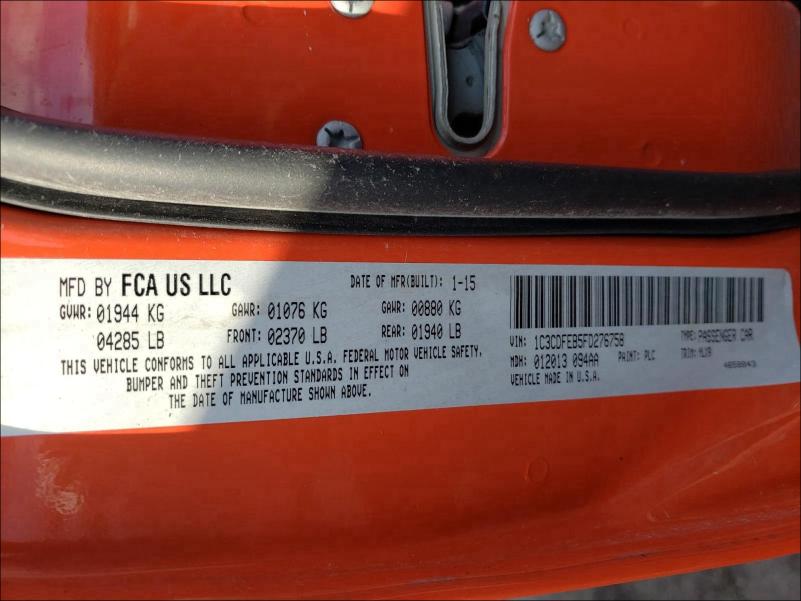 MFD BY FCA US LLC DATE OF MFR(BUILT): 1-15
GVWR: 01944 KG GAWR: 01076 KG GAWR: 00880 KG
04285 LB FRONT: 02370 LB REAR: 01940 LB
THIS VEHICLE CONFORMS TO ALL APPLICABLE U.S.A. FEDERAL MOTOR VEHICLE SAFETY,
BUMPER AND THEFT PREVENTION STANDARDS IN EFFECT ON
THE DATE OF MANUFACTURE SHOWN ABOVE.
VIN: 1C3CDFEB5FD276758 TYPE: PASSENGER CAR
MDH: 012013 094AA PAINT: PLC TRIM:
VEHICLE MADE IN U.S.A.